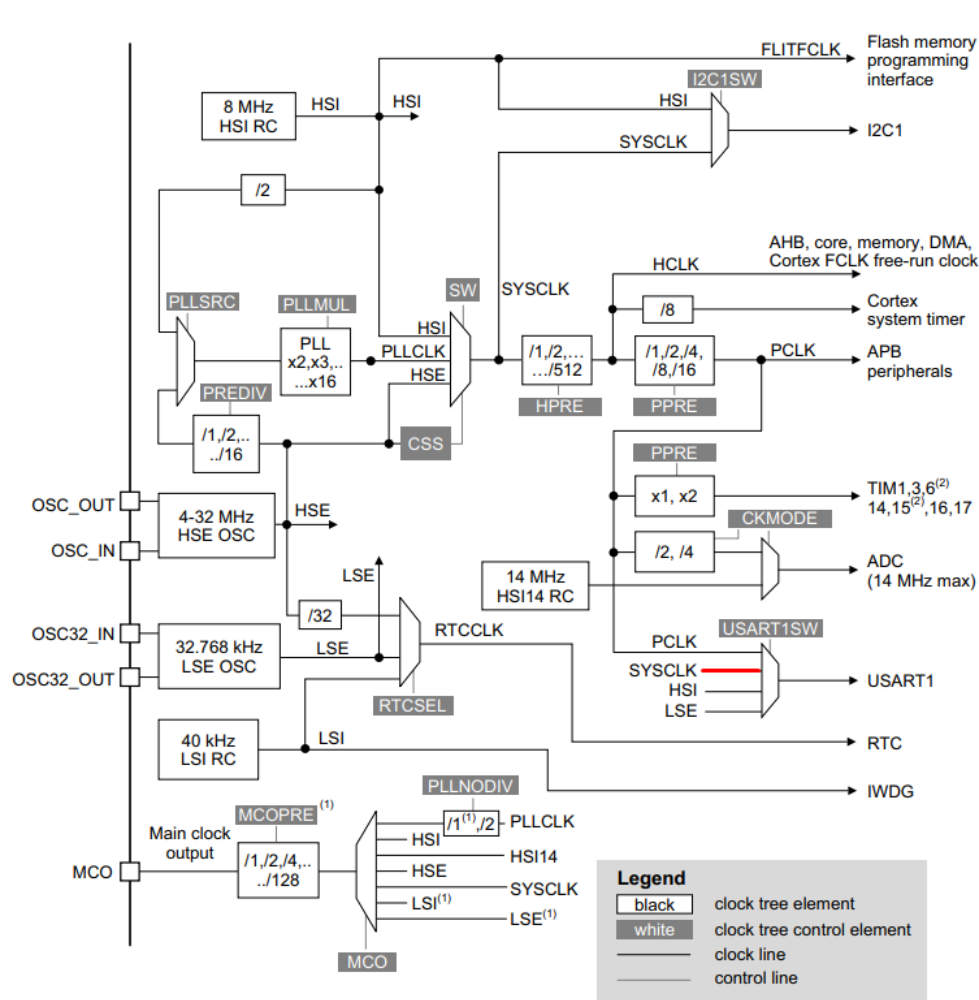 FLITFCLK
Flash memory
programming
interface
I2C1SW
HSI
I2C1
SYSCLK
8 MHz
HSI RC
HSI
HSI
/2
AHB, core, memory, DMA,
Cortex FCLK free-run clock
HCLK
/8
Cortex
system timer
PLLSRC
PLLMUL
PLL
x2,x3,..
...x16
SW
SYSCLK
HSI
PLLCLK
HSE
/1,/2,…
…/512
HPRE
/1,/2,/4,
/8,/16
PPRE
PCLK
APB
peripherals
PREDIV
/1,/2,..
../16
CSS
PPRE
x1, x2
TIM1,3,6(2)
14,15(2),16,17
OSC_OUT
OSC_IN
4-32 MHz
HSE OSC
HSE
CKMODE
/2, /4
14 MHz
HSI14 RC
ADC
(14 MHz max)
LSE
/32
OSC32_IN
OSC32_OUT
32.768 kHz
LSE OSC
LSE
RTCCLK
RTCSEL
USART1SW
PCLK
SYSCLK
HSI
LSE
USART1
40 kHz
LSI RC
LSI
RTC
IWDG
PLLNODIV
MCOPRE (1)
/1(1),/2
PLLCLK
HSI
HSI14
HSE
SYSCLK
LSI(1)
LSE(1)
Main clock
output
MCO
/1,/2,/4,..
../128
MCO
Legend
black clock tree element
white clock tree control element
clock line
control line